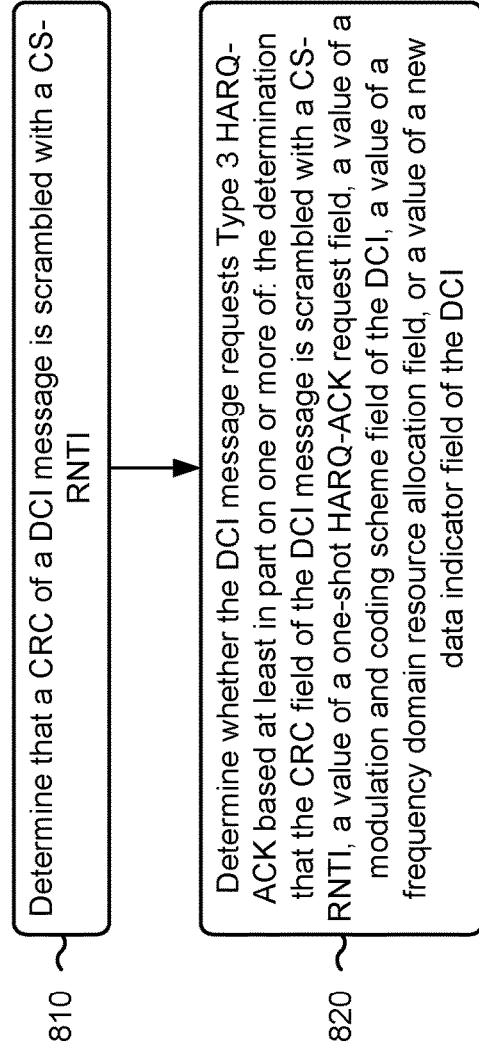 810
Determine that a CRC of a DCI message is scrambled with a CS-
RNTI
820
Determine whether the DCI message requests Type 3 HARQ-
ACK based at least in part on one or more of: the determination
that the CRC field of the DCI message is scrambled with a CS-
RNTI, a value of a one-shot HARQ-ACK request field, a value of a
modulation and coding scheme field of the DCI, a value of a
frequency domain resource allocation field, or a value of a new
data indicator field of the DCI